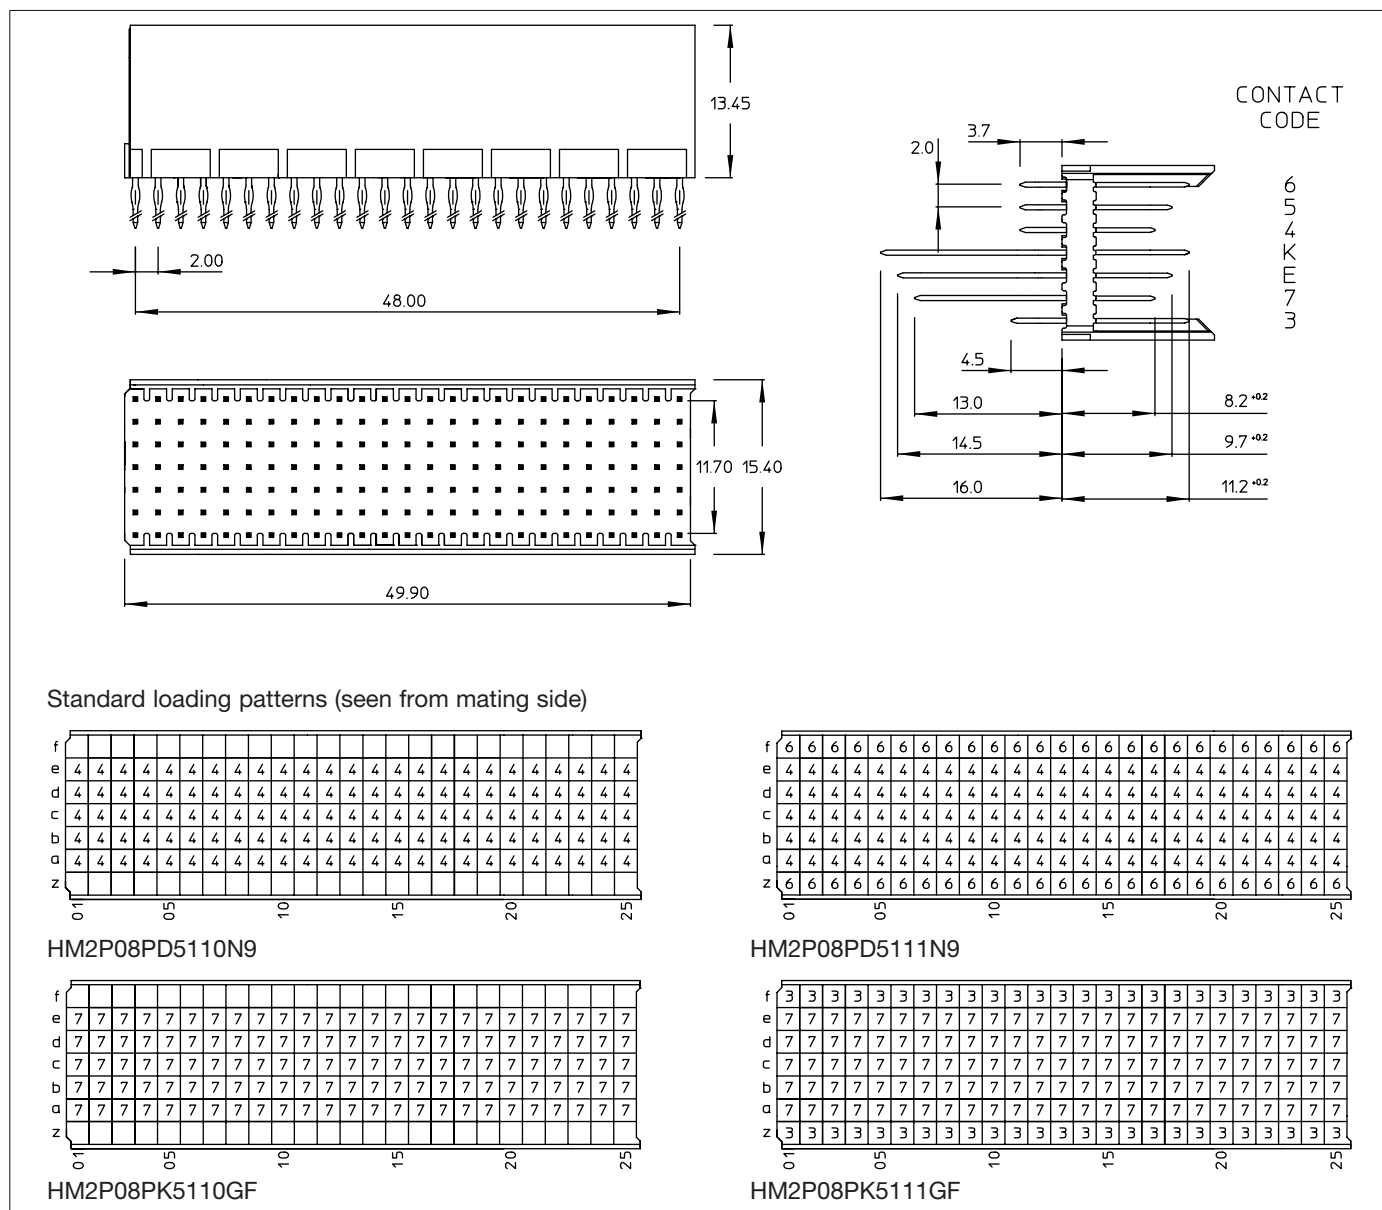 13.45
2.00
48.00
11.70 15.40
49.90
CONTACT
CODE
3.7
2.0
6
5
4
K
E
7
3
4.5
13.0
14.5
16.0
8.2 +0.2
9.7 +0.2
11.2 +0.2
Standard loading patterns (seen from mating side)
f
e 4 4 4 4 4 4 4 4 4 4 4 4 4 4 4 4 4 4 4 4 4 4 4 4 4
d 4 4 4 4 4 4 4 4 4 4 4 4 4 4 4 4 4 4 4 4 4 4 4 4 4
c 4 4 4 4 4 4 4 4 4 4 4 4 4 4 4 4 4 4 4 4 4 4 4 4 4
b 4 4 4 4 4 4 4 4 4 4 4 4 4 4 4 4 4 4 4 4 4 4 4 4 4
a 4 4 4 4 4 4 4 4 4 4 4 4 4 4 4 4 4 4 4 4 4 4 4 4 4
z
01 05 10 15 20 25
HM2P08PD5110N9
f 6 6 6 6 6 6 6 6 6 6 6 6 6 6 6 6 6 6 6 6 6 6 6 6 6
e 4 4 4 4 4 4 4 4 4 4 4 4 4 4 4 4 4 4 4 4 4 4 4 4 4
d 4 4 4 4 4 4 4 4 4 4 4 4 4 4 4 4 4 4 4 4 4 4 4 4 4
c 4 4 4 4 4 4 4 4 4 4 4 4 4 4 4 4 4 4 4 4 4 4 4 4 4
b 4 4 4 4 4 4 4 4 4 4 4 4 4 4 4 4 4 4 4 4 4 4 4 4 4
a 4 4 4 4 4 4 4 4 4 4 4 4 4 4 4 4 4 4 4 4 4 4 4 4 4
z 6 6 6 6 6 6 6 6 6 6 6 6 6 6 6 6 6 6 6 6 6 6 6 6 6
01 05 10 15 20 25
HM2P08PD5111N9
f
e 7 7 7 7 7 7 7 7 7 7 7 7 7 7 7 7 7 7 7 7 7 7 7 7 7
d 7 7 7 7 7 7 7 7 7 7 7 7 7 7 7 7 7 7 7 7 7 7 7 7 7
c 7 7 7 7 7 7 7 7 7 7 7 7 7 7 7 7 7 7 7 7 7 7 7 7 7
b 7 7 7 7 7 7 7 7 7 7 7 7 7 7 7 7 7 7 7 7 7 7 7 7 7
a 7 7 7 7 7 7 7 7 7 7 7 7 7 7 7 7 7 7 7 7 7 7 7 7 7
z
01 05 10 15 20 25
HM2P08PK5110GF
f 3 3 3 3 3 3 3 3 3 3 3 3 3 3 3 3 3 3 3 3 3 3 3 3 3
e 7 7 7 7 7 7 7 7 7 7 7 7 7 7 7 7 7 7 7 7 7 7 7 7 7
d 7 7 7 7 7 7 7 7 7 7 7 7 7 7 7 7 7 7 7 7 7 7 7 7 7
c 7 7 7 7 7 7 7 7 7 7 7 7 7 7 7 7 7 7 7 7 7 7 7 7 7
b 7 7 7 7 7 7 7 7 7 7 7 7 7 7 7 7 7 7 7 7 7 7 7 7 7
a 7 7 7 7 7 7 7 7 7 7 7 7 7 7 7 7 7 7 7 7 7 7 7 7 7
z 3 3 3 3 3 3 3 3 3 3 3 3 3 3 3 3 3 3 3 3 3 3 3 3 3
01 05 10 15 20 25
HM2P08PK5111GF